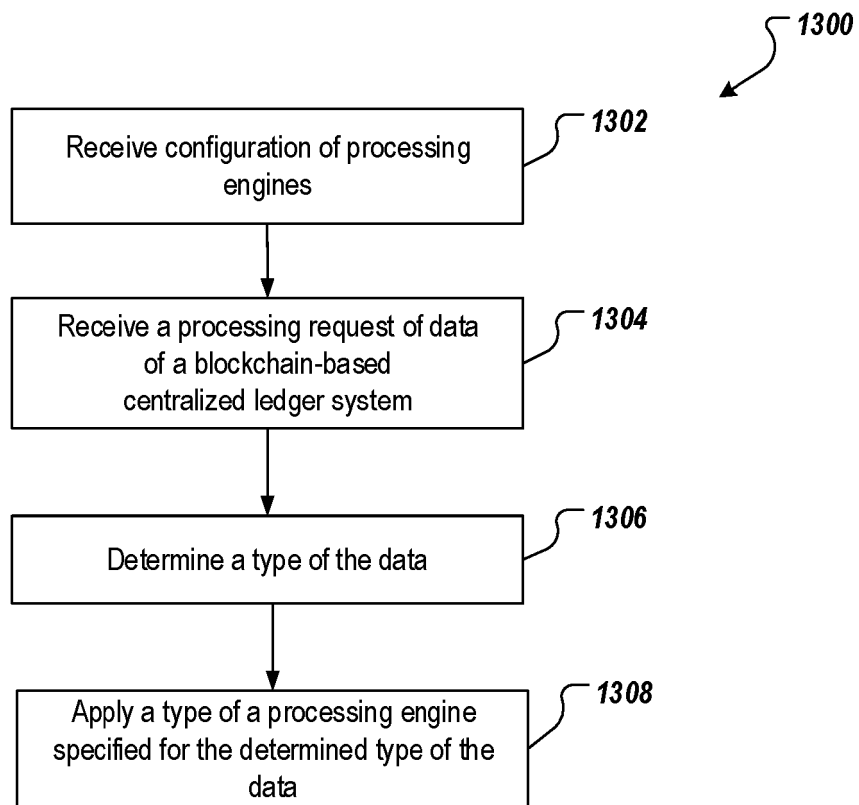 1300
1302
Receive configuration of processing
engines
1304
Receive a processing request of data
of a blockchain-based
centralized ledger system
1306
Determine a type of the data
1308
Apply a type of a processing engine
specified for the determined type of the
data